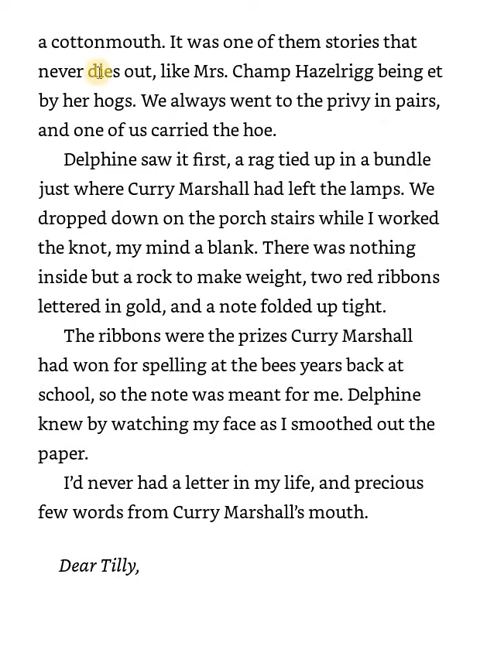 a cottonmouth. It was one of them stories that
never dies out, like Mrs. Champ Hazelrigg being et
by her hogs. We always went to the privy in pairs,
and one of us carried the hoe.
Delphine saw it first, a rag tied up in a bundle
just where Curry Marshall had left the lamps. We
dropped down on the porch stairs while I worked
the knot, my mind a blank. There was nothing
inside but a rock to make weight, two red ribbons
lettered in gold, and a note folded up tight.
The ribbons were the prizes Curry Marshall
had won for spelling at the bees years back at
school, so the note was meant for me. Delphine
knew by watching my face as I smoothed out the
paper.
I’d never had a letter in my life, and precious
few words from Curry Marshall’s mouth.
Dear Tilly,